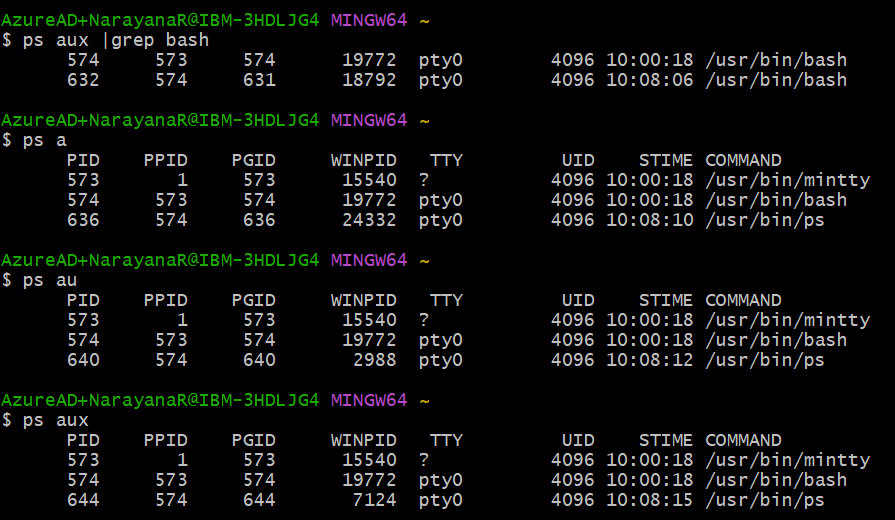 AzureAD+NarayanaR@IBM-3HDLJG4 MINGW64 ~
$ ps aux |grep bash
      574     573     574      19772  pty0        4096 10:00:18 /usr/bin/bash
      632     574     631      18792  pty0        4096 10:08:06 /usr/bin/bash

AzureAD+NarayanaR@IBM-3HDLJG4 MINGW64 ~
$ ps a
      PID    PPID    PGID     WINPID   TTY         UID    STIME COMMAND
      573       1     573      15540  ?           4096 10:00:18 /usr/bin/mintty
      574     573     574      19772  pty0        4096 10:00:18 /usr/bin/bash
      636     574     636      24332  pty0        4096 10:08:10 /usr/bin/ps

AzureAD+NarayanaR@IBM-3HDLJG4 MINGW64 ~
$ ps au
      PID    PPID    PGID     WINPID   TTY         UID    STIME COMMAND
      573       1     573      15540  ?           4096 10:00:18 /usr/bin/mintty
      574     573     574      19772  pty0        4096 10:00:18 /usr/bin/bash
      640     574     640       2988  pty0        4096 10:08:12 /usr/bin/ps

AzureAD+NarayanaR@IBM-3HDLJG4 MINGW64 ~
$ ps aux
      PID    PPID    PGID     WINPID   TTY         UID    STIME COMMAND
      573       1     573      15540  ?           4096 10:00:18 /usr/bin/mintty
      574     573     574      19772  pty0        4096 10:00:18 /usr/bin/bash
      644     574     644       7124  pty0        4096 10:08:15 /usr/bin/ps